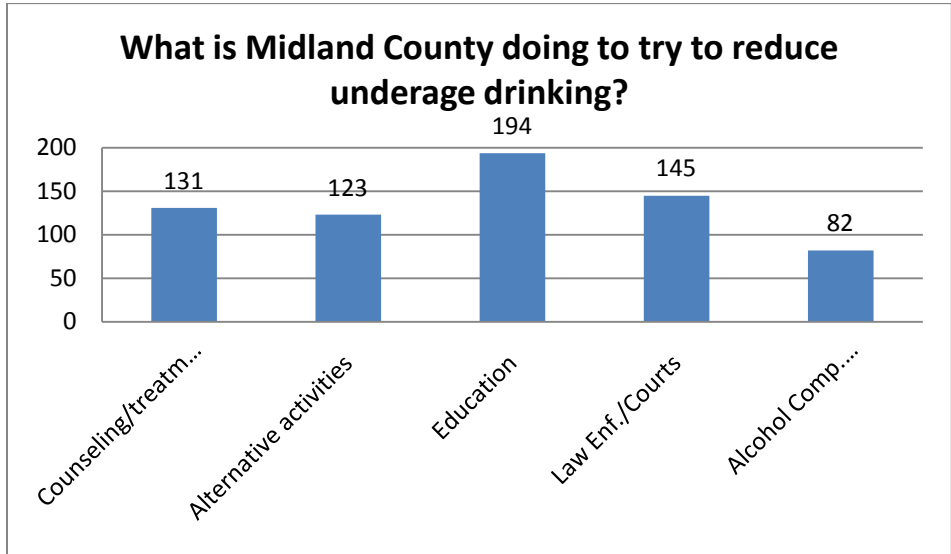 What is Midland County doing to try to reduce
underage drinking?
194
200
131
123
145
150
82
100
50
0
Counseling/treatm...
Alternative activities
Education
Law Enf./Courts
Alcohol Comp....